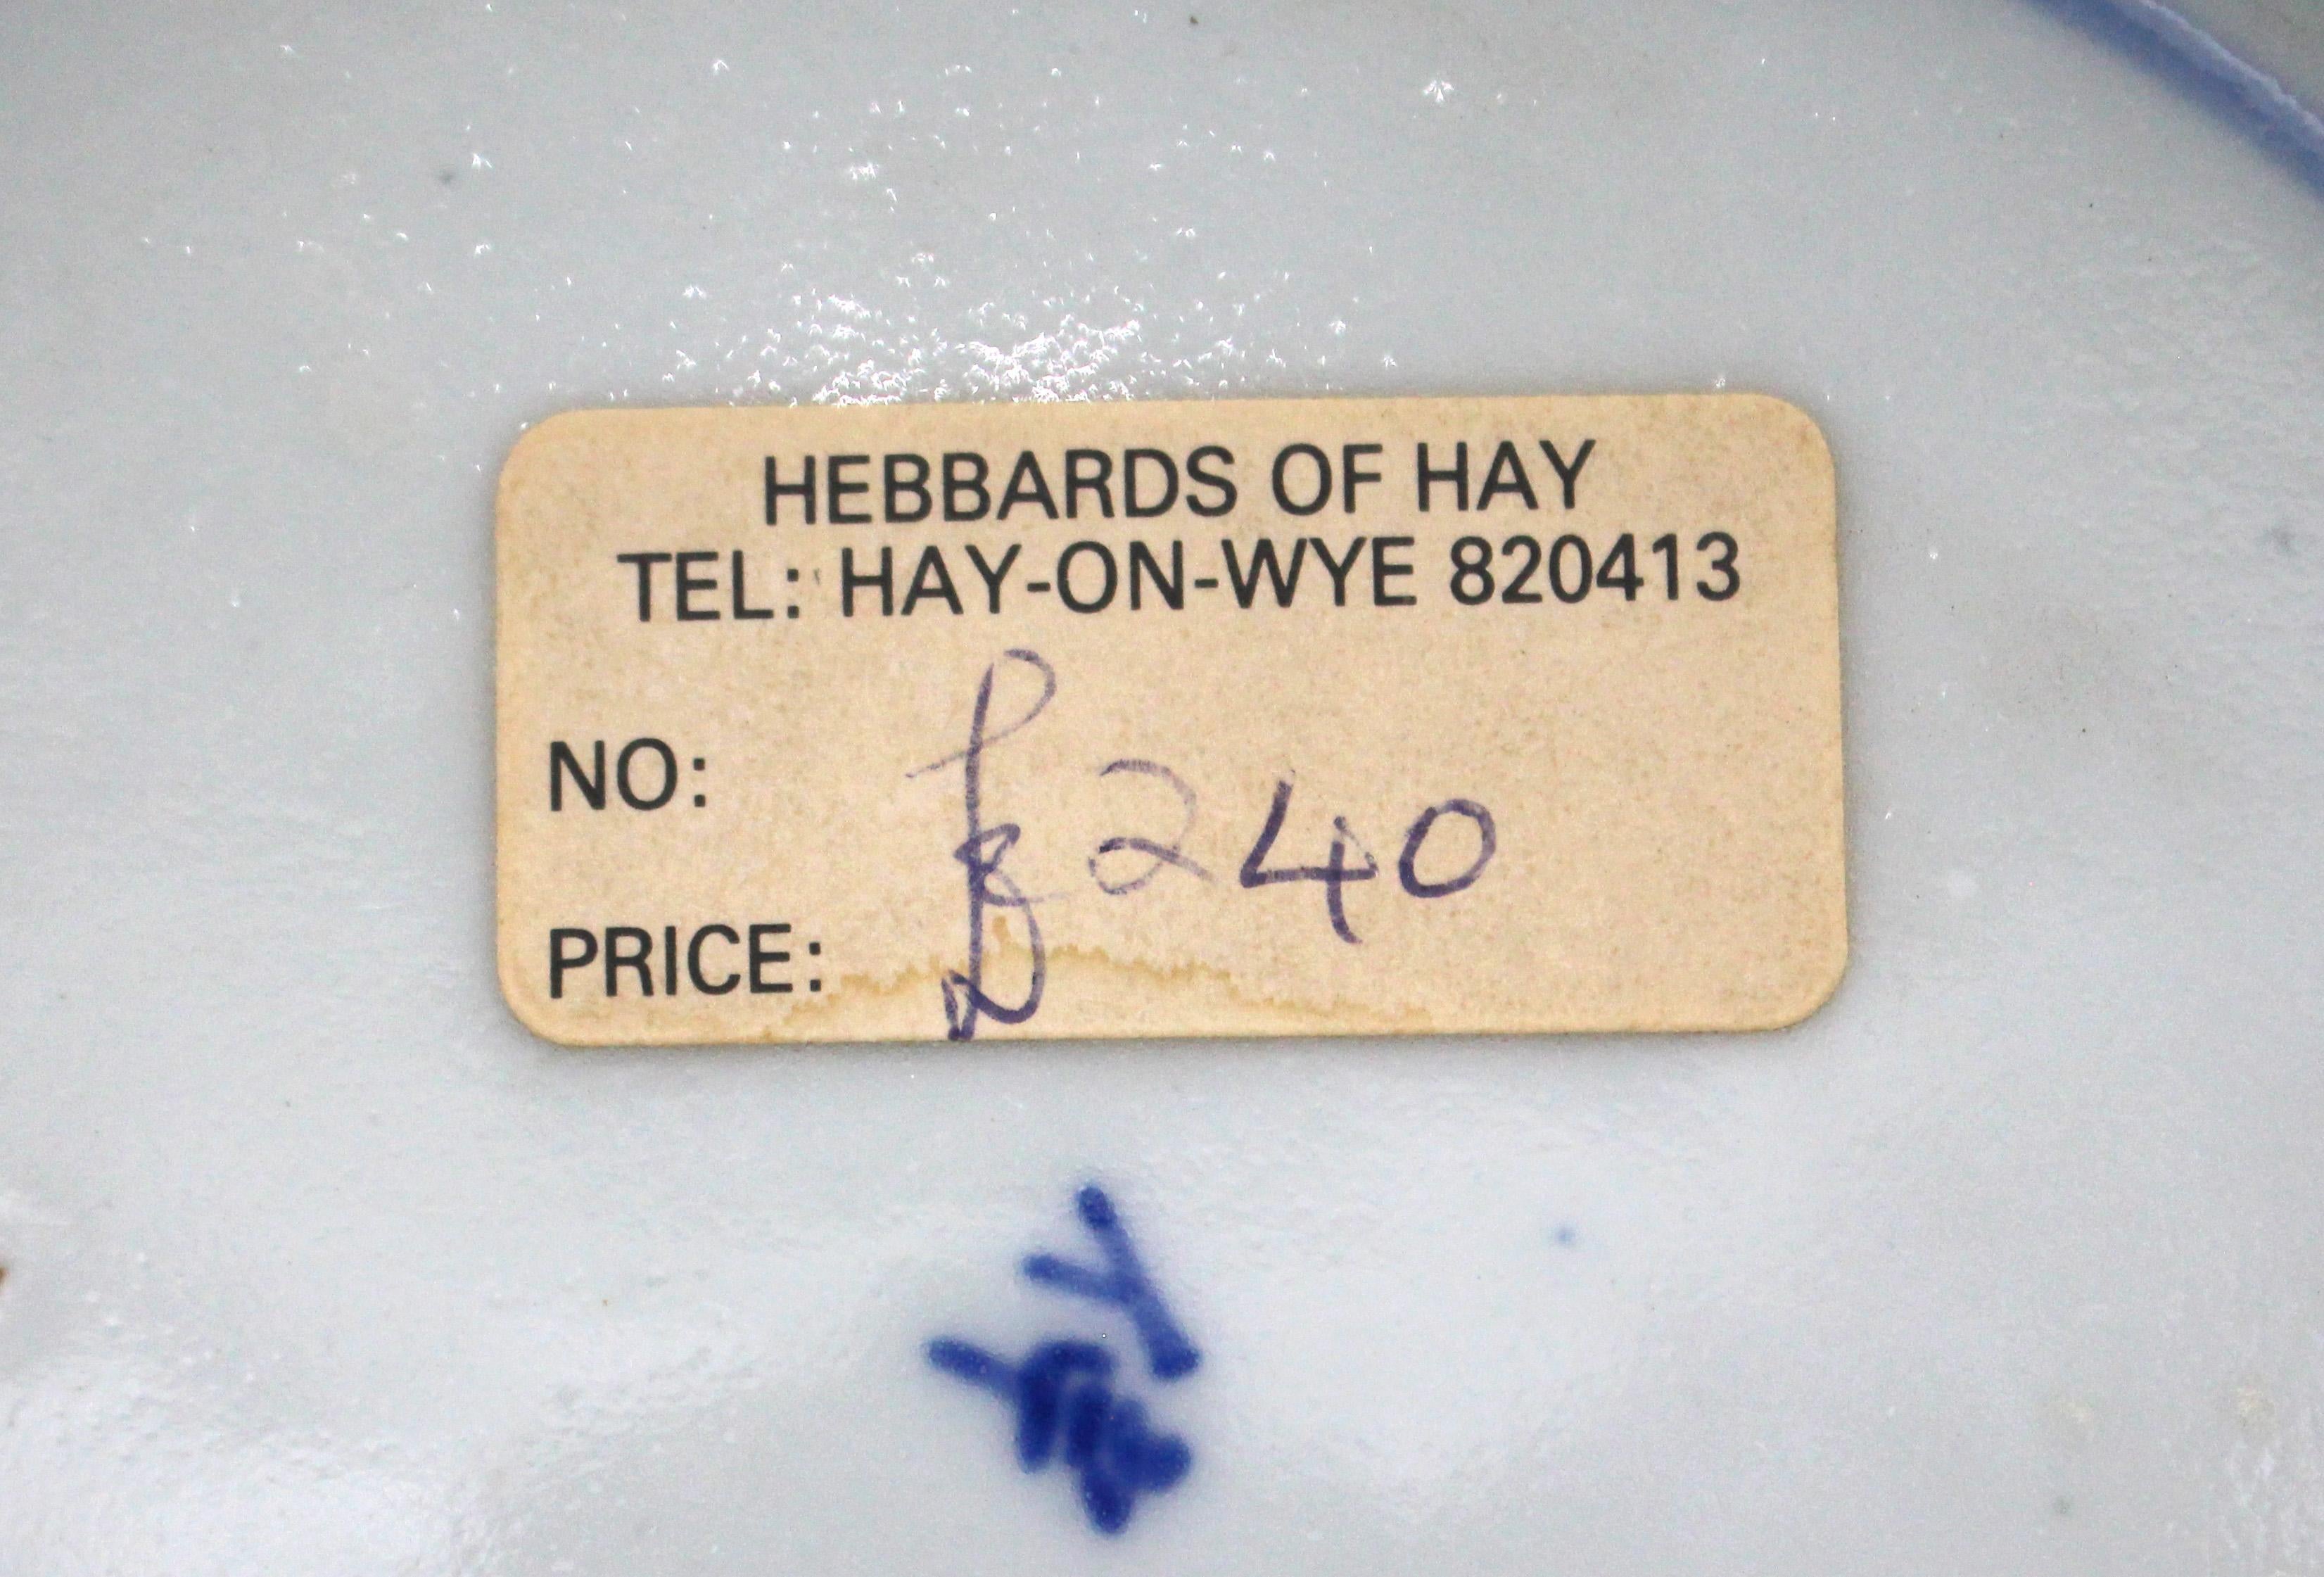 HEBBARDS OF HAY
TEL: HAY-ON-WYE 820413
NO:
£ 240
PRICE: